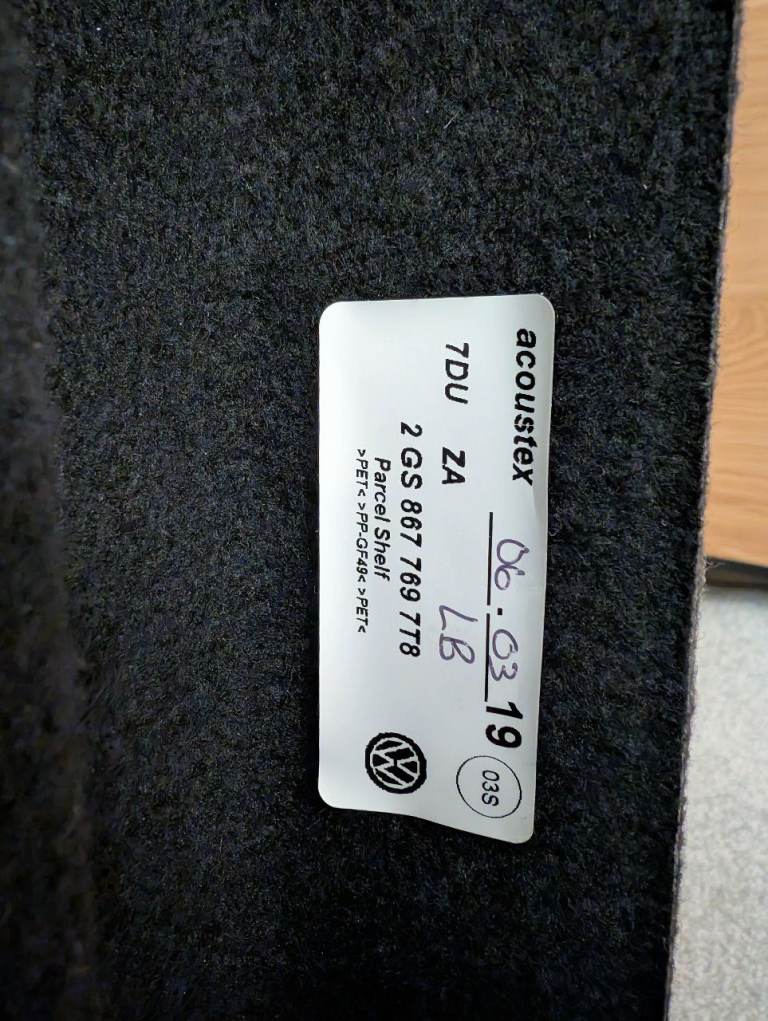 acoustex 06.03 19 03S
7DU ZA LB
2 GS 867 769 7T8
Parcel Shelf
>PET< >PP-GF49< >PET<